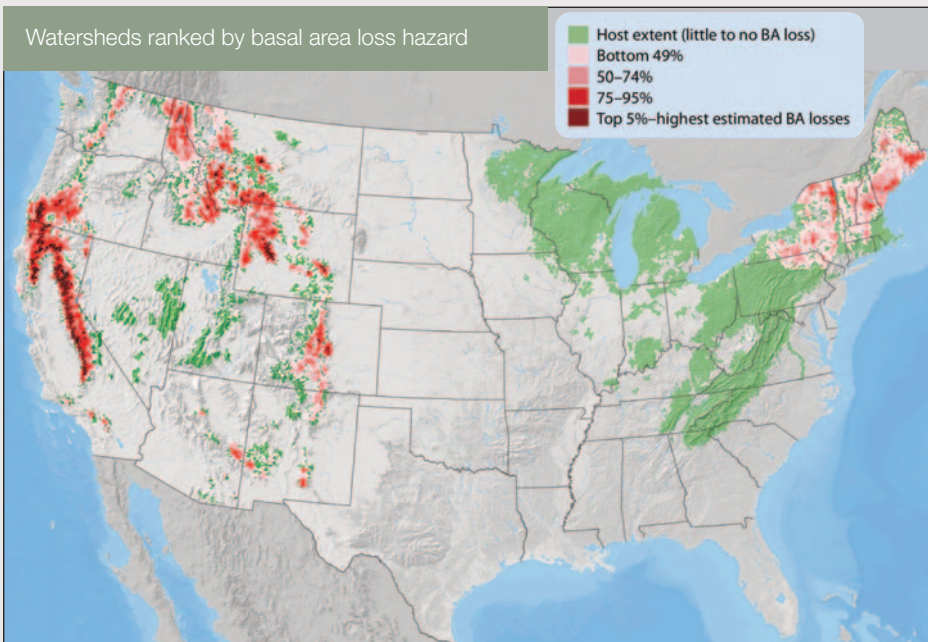 Watersheds ranked by basal area loss hazard
Host extent (little to no BA loss)
Bottom 49%
50–74%
75–95%
Top 5%–highest estimated BA losses